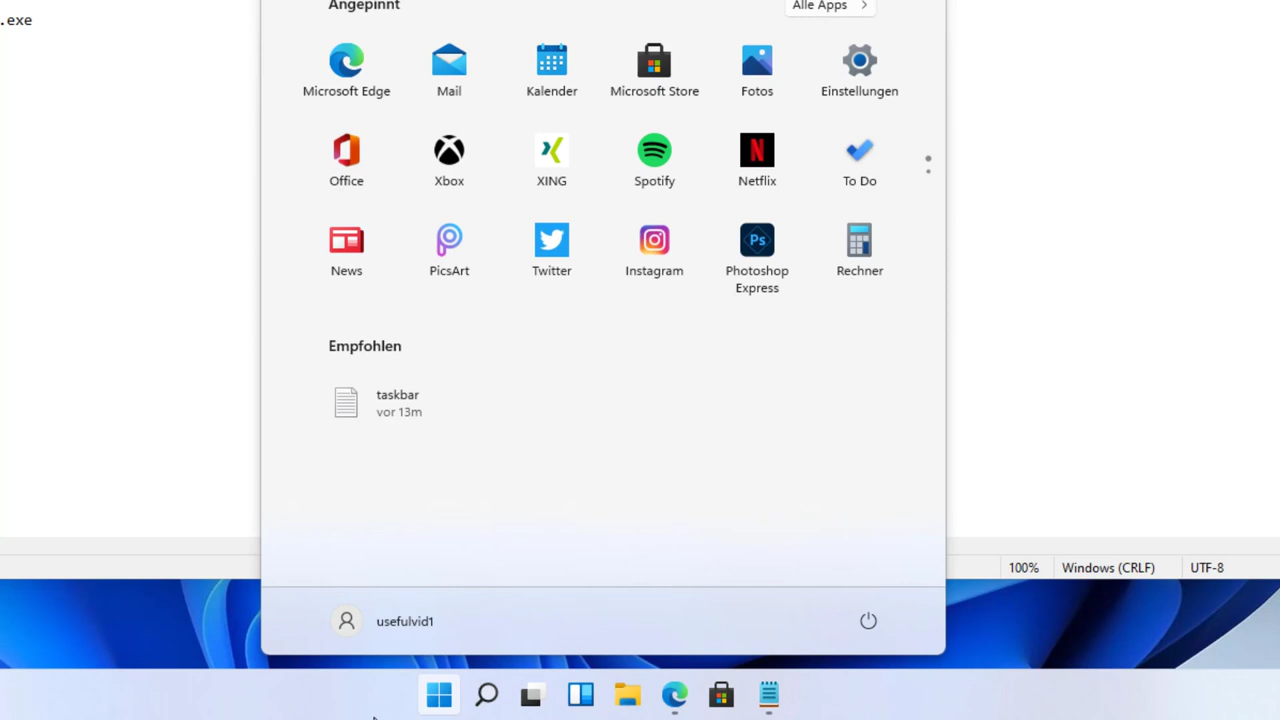 .exe
Angepinnt
Alle Apps
Microsoft Edge
Mail
Kalender
Microsoft Store
Fotos
Einstellungen
Office
Xbox
XING
Spotify
Netflix
To Do
News
PicsArt
Twitter
Instagram
Ps
Photoshop
Express
Rechner
Empfohlen
taskbar
vor 13m
100%
Windows (CRLF)
UTF-8
usefulvid1